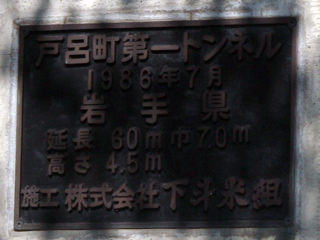 戸呂町第一トンネル
1986年7月
岩手県
延長 60m 巾7.0m
高さ 4.5m
施工 株式会社下斗米組